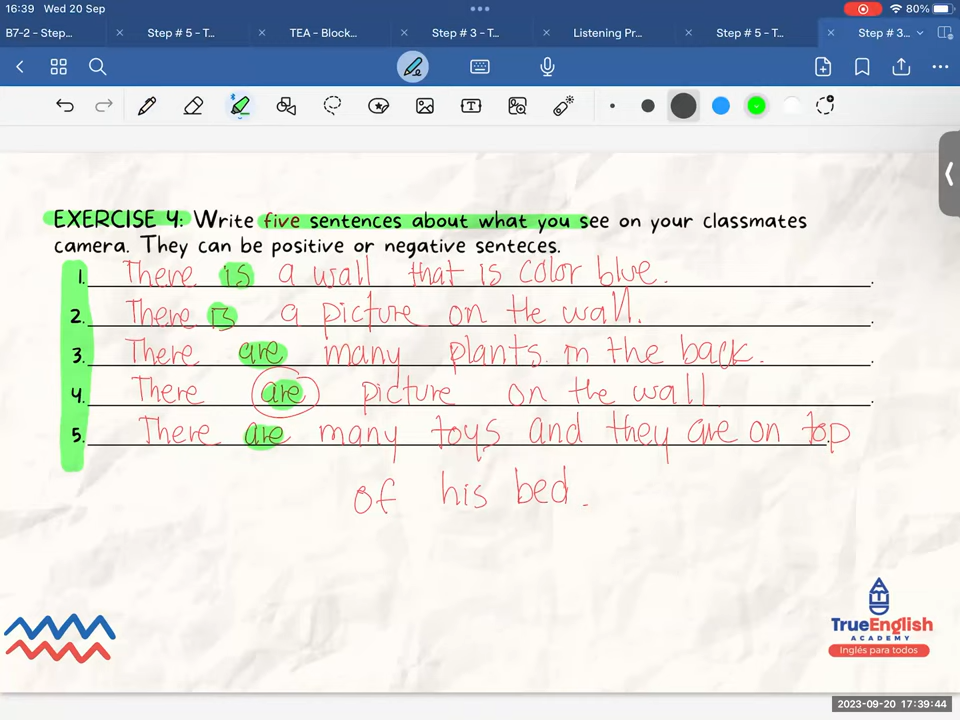 16:39 Wed 20 Sep
80%
B7-2 - Step...
Step # 5 - T...
TEA - Block...
Step # 3 - T...
Listening Pr...
Step # 5 - T...
Step # 3...
EXERCISE 4: Write five sentences about what you see on your classmates
camera. They can be positive or negative senteces.
1. There is a wall that is color blue.
2. There is a picture on the wall.
3. There are many plants in the back.
4. There are picture on the wall
5. There are many toys and they are on top
of his bed.
TrueEnglish
ACADEMY
Inglés para todos
2023-09-20 17:39:44